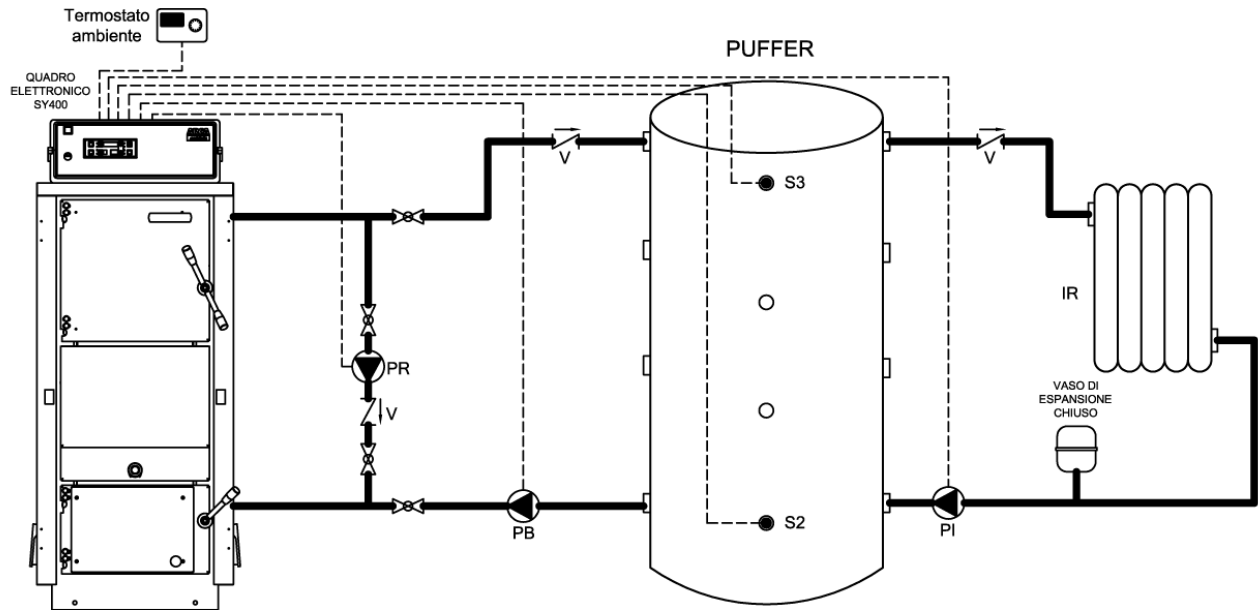 Termostato
ambiente
PUFFER
QUADRO
ELETTRONICO
SY400
V
V
S3
IR
PR
V
VASO DI
ESPANSIONE
CHIUSO
S2
PB
PI